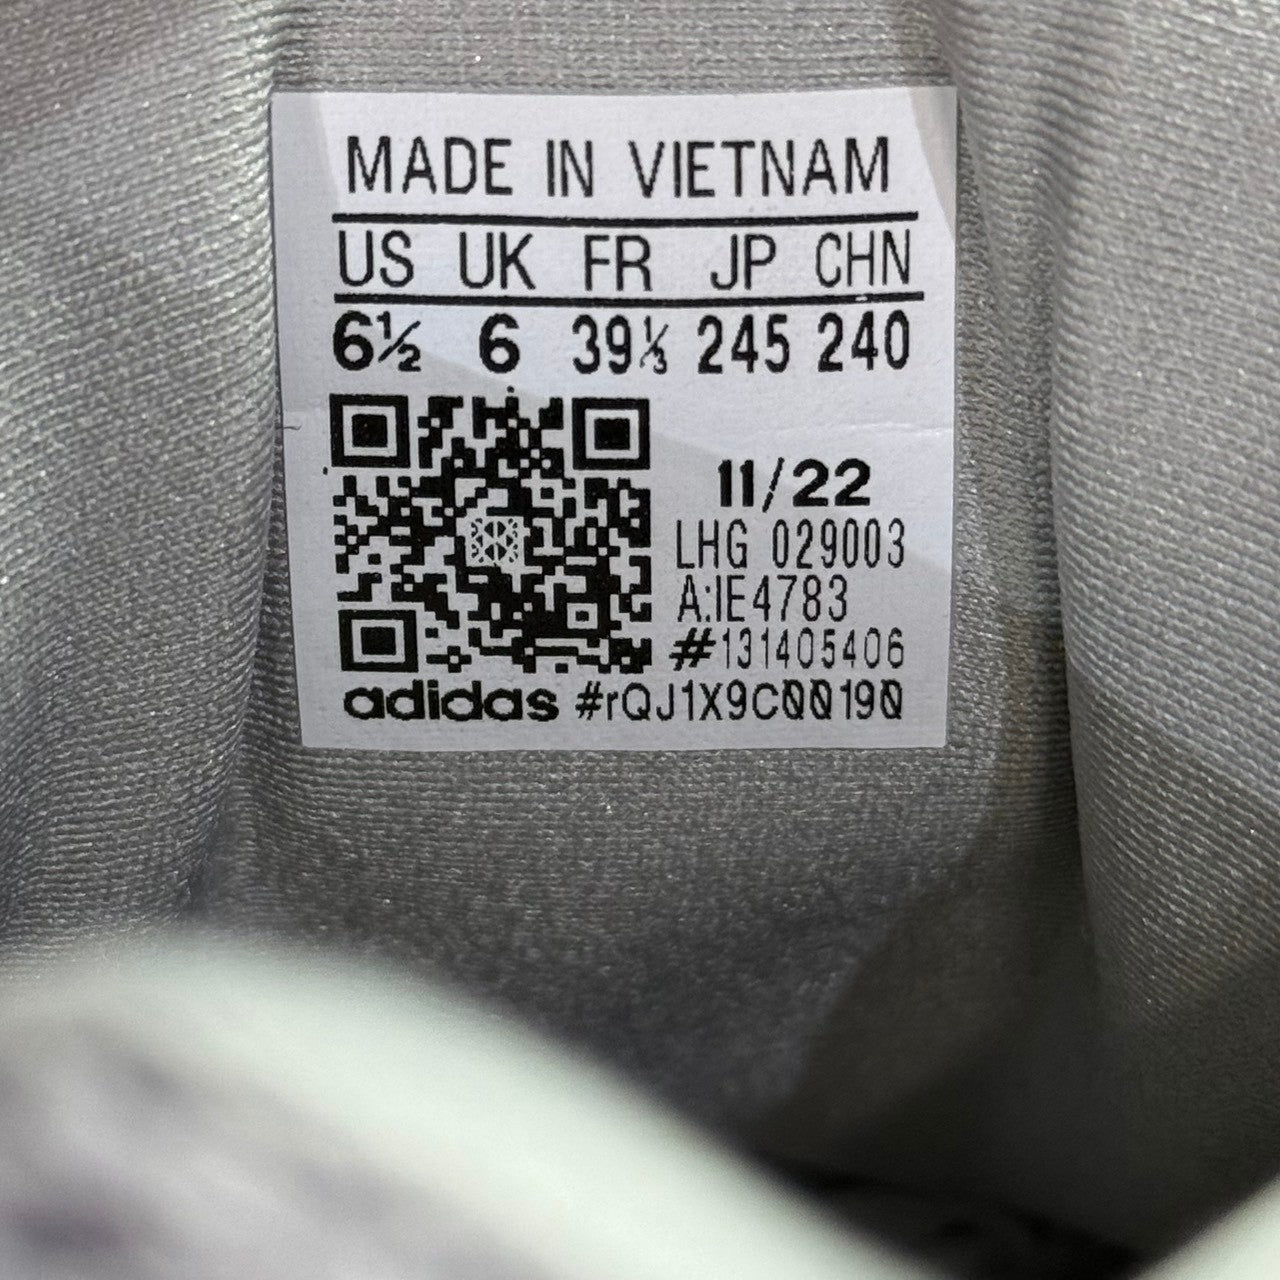 MADE IN VIETNAM
US UK FR JP CHN
6½ 6 39⅓ 245 240
11/22
LHG 029003
A:IE4783
#131405406
adidas #rQJ1X9C00190